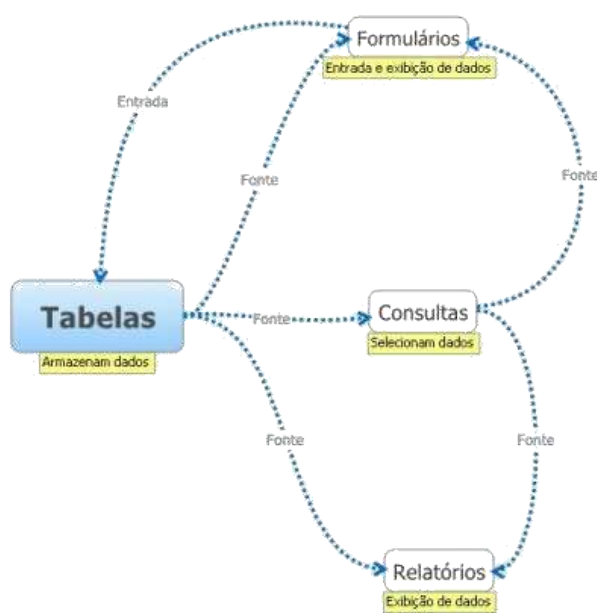 Formulários
Entrada e exibição de dados
Entrada
Fonte
Fonte
Tabelas
Armazenam dados
Fonte
Consultas
Selecionam dados
Fonte
Fonte
Relatórios
Exibição de dados